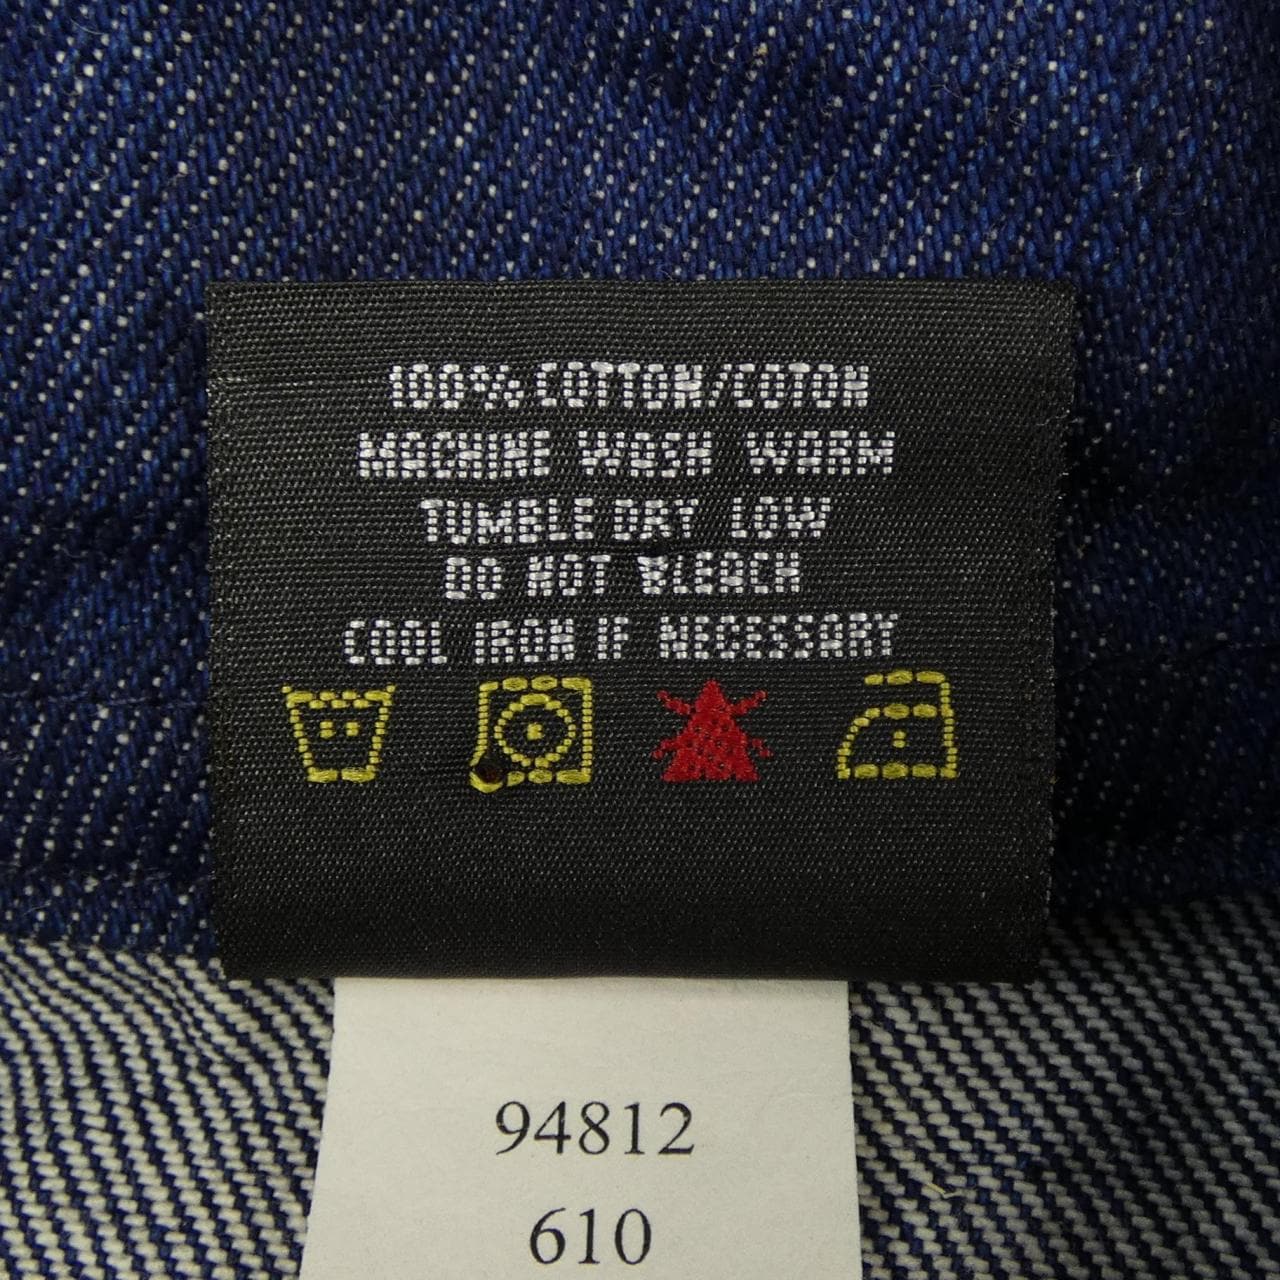 100% COTTON/COTON
MACHINE WASH WARM
TUMBLE DRY LOW
DO NOT BLEACH
COOL IRON IF NECESSARY
94812
610